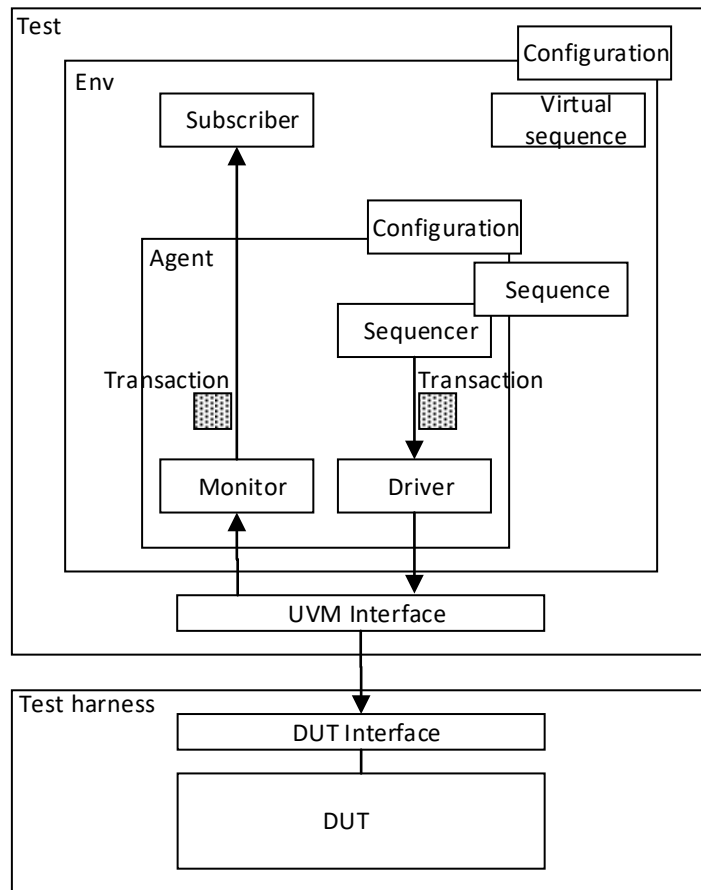 Test
Configuration
Env
Subscriber
Virtual
sequence
Configuration
Agent
Sequence
Sequencer
Transaction
Transaction
Monitor
Driver
UVM Interface
Test harness
DUT Interface
DUT